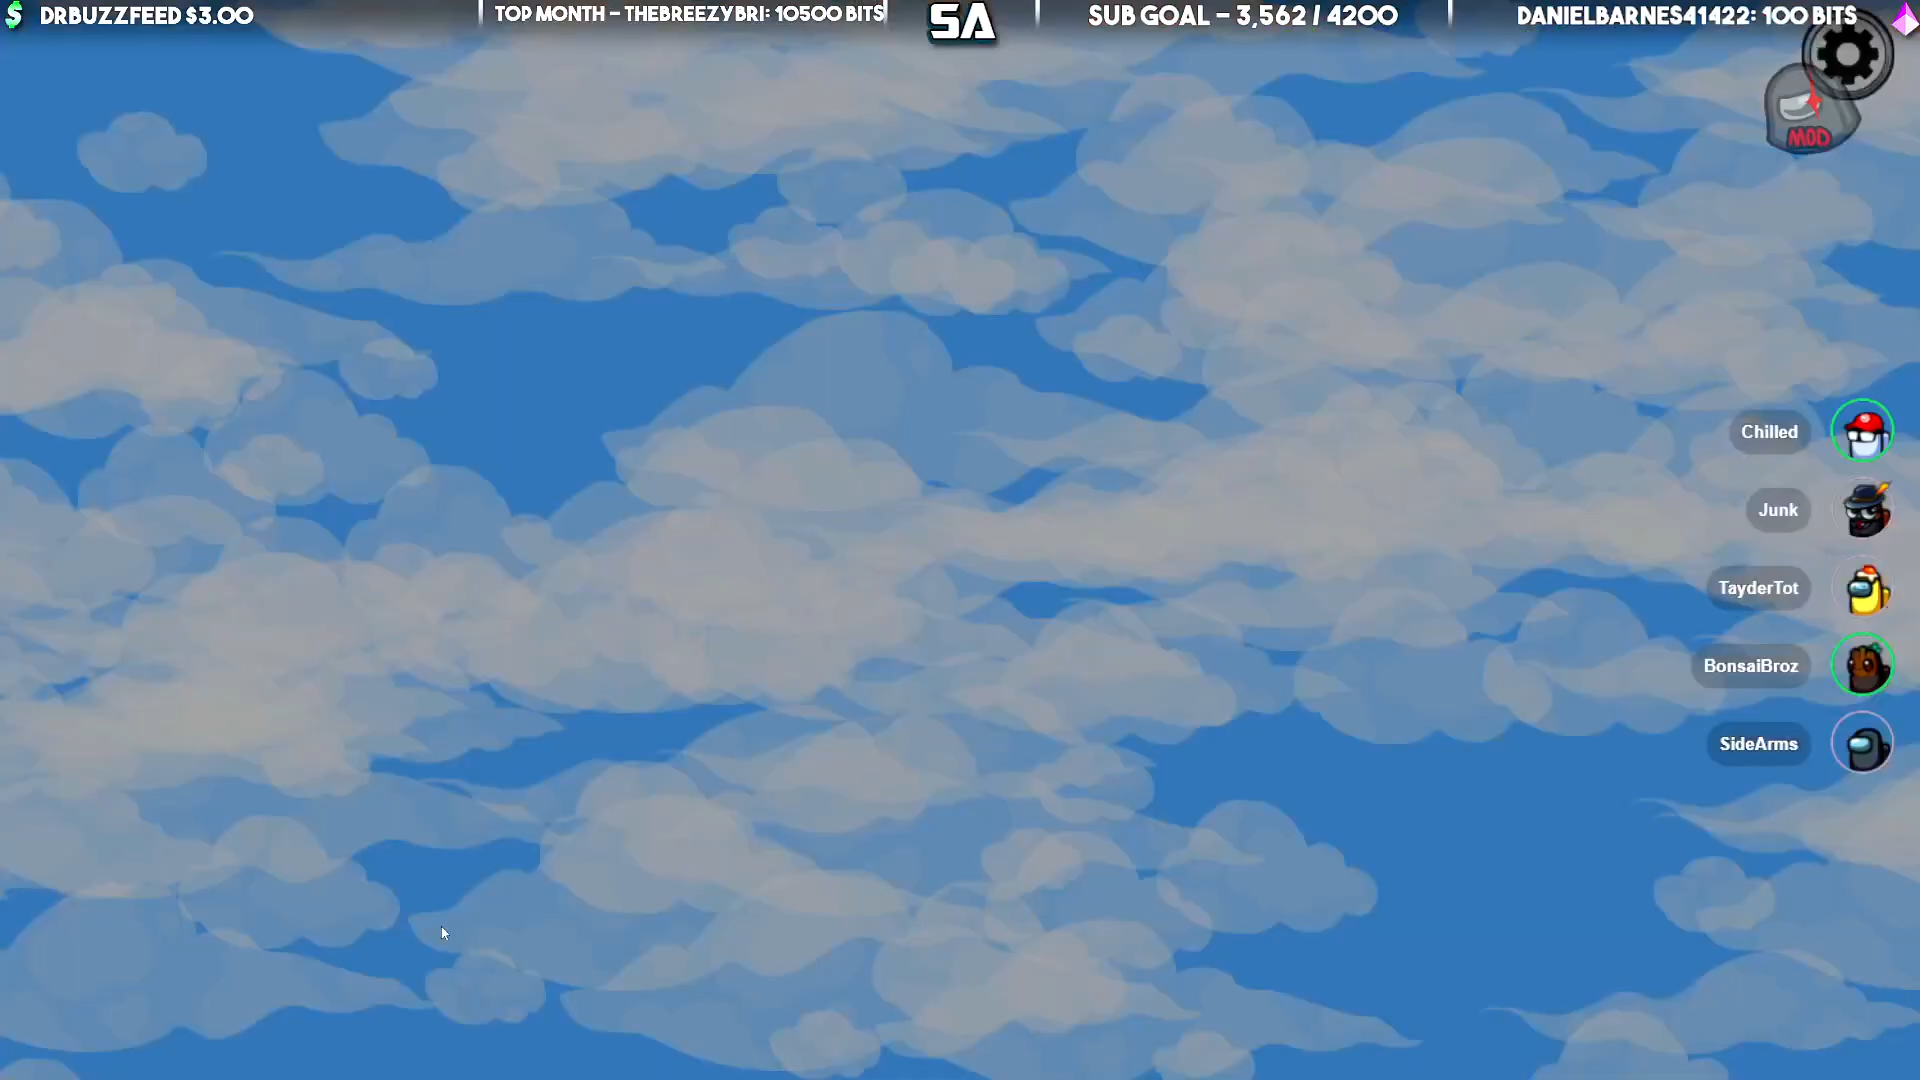 DRBUZZFEED $3.00
TOP MONTH - THEBREEZYBRI: 10500 BITS
SA
SUB GOAL - 3,562 / 4200
DANIELBARNES41422: 100 BITS
MOD
Chilled
Junk
TayderTot
BonsaiBroz
SideArms